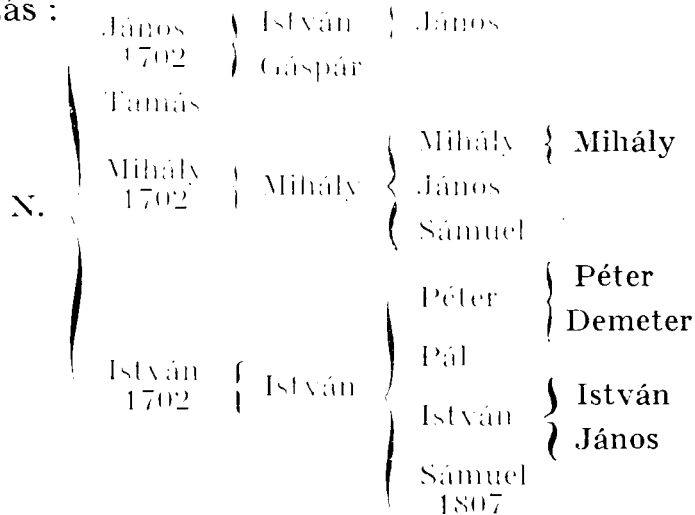 ás :
János } István } János
1702 } Gáspár
Tamás
Mihály } Mihály
N. Mihály { Mihály { János
1702 Sámuel
Péter } Péter
Demeter
Pál
István { István { István } István
1702 János
Sámuel
1807